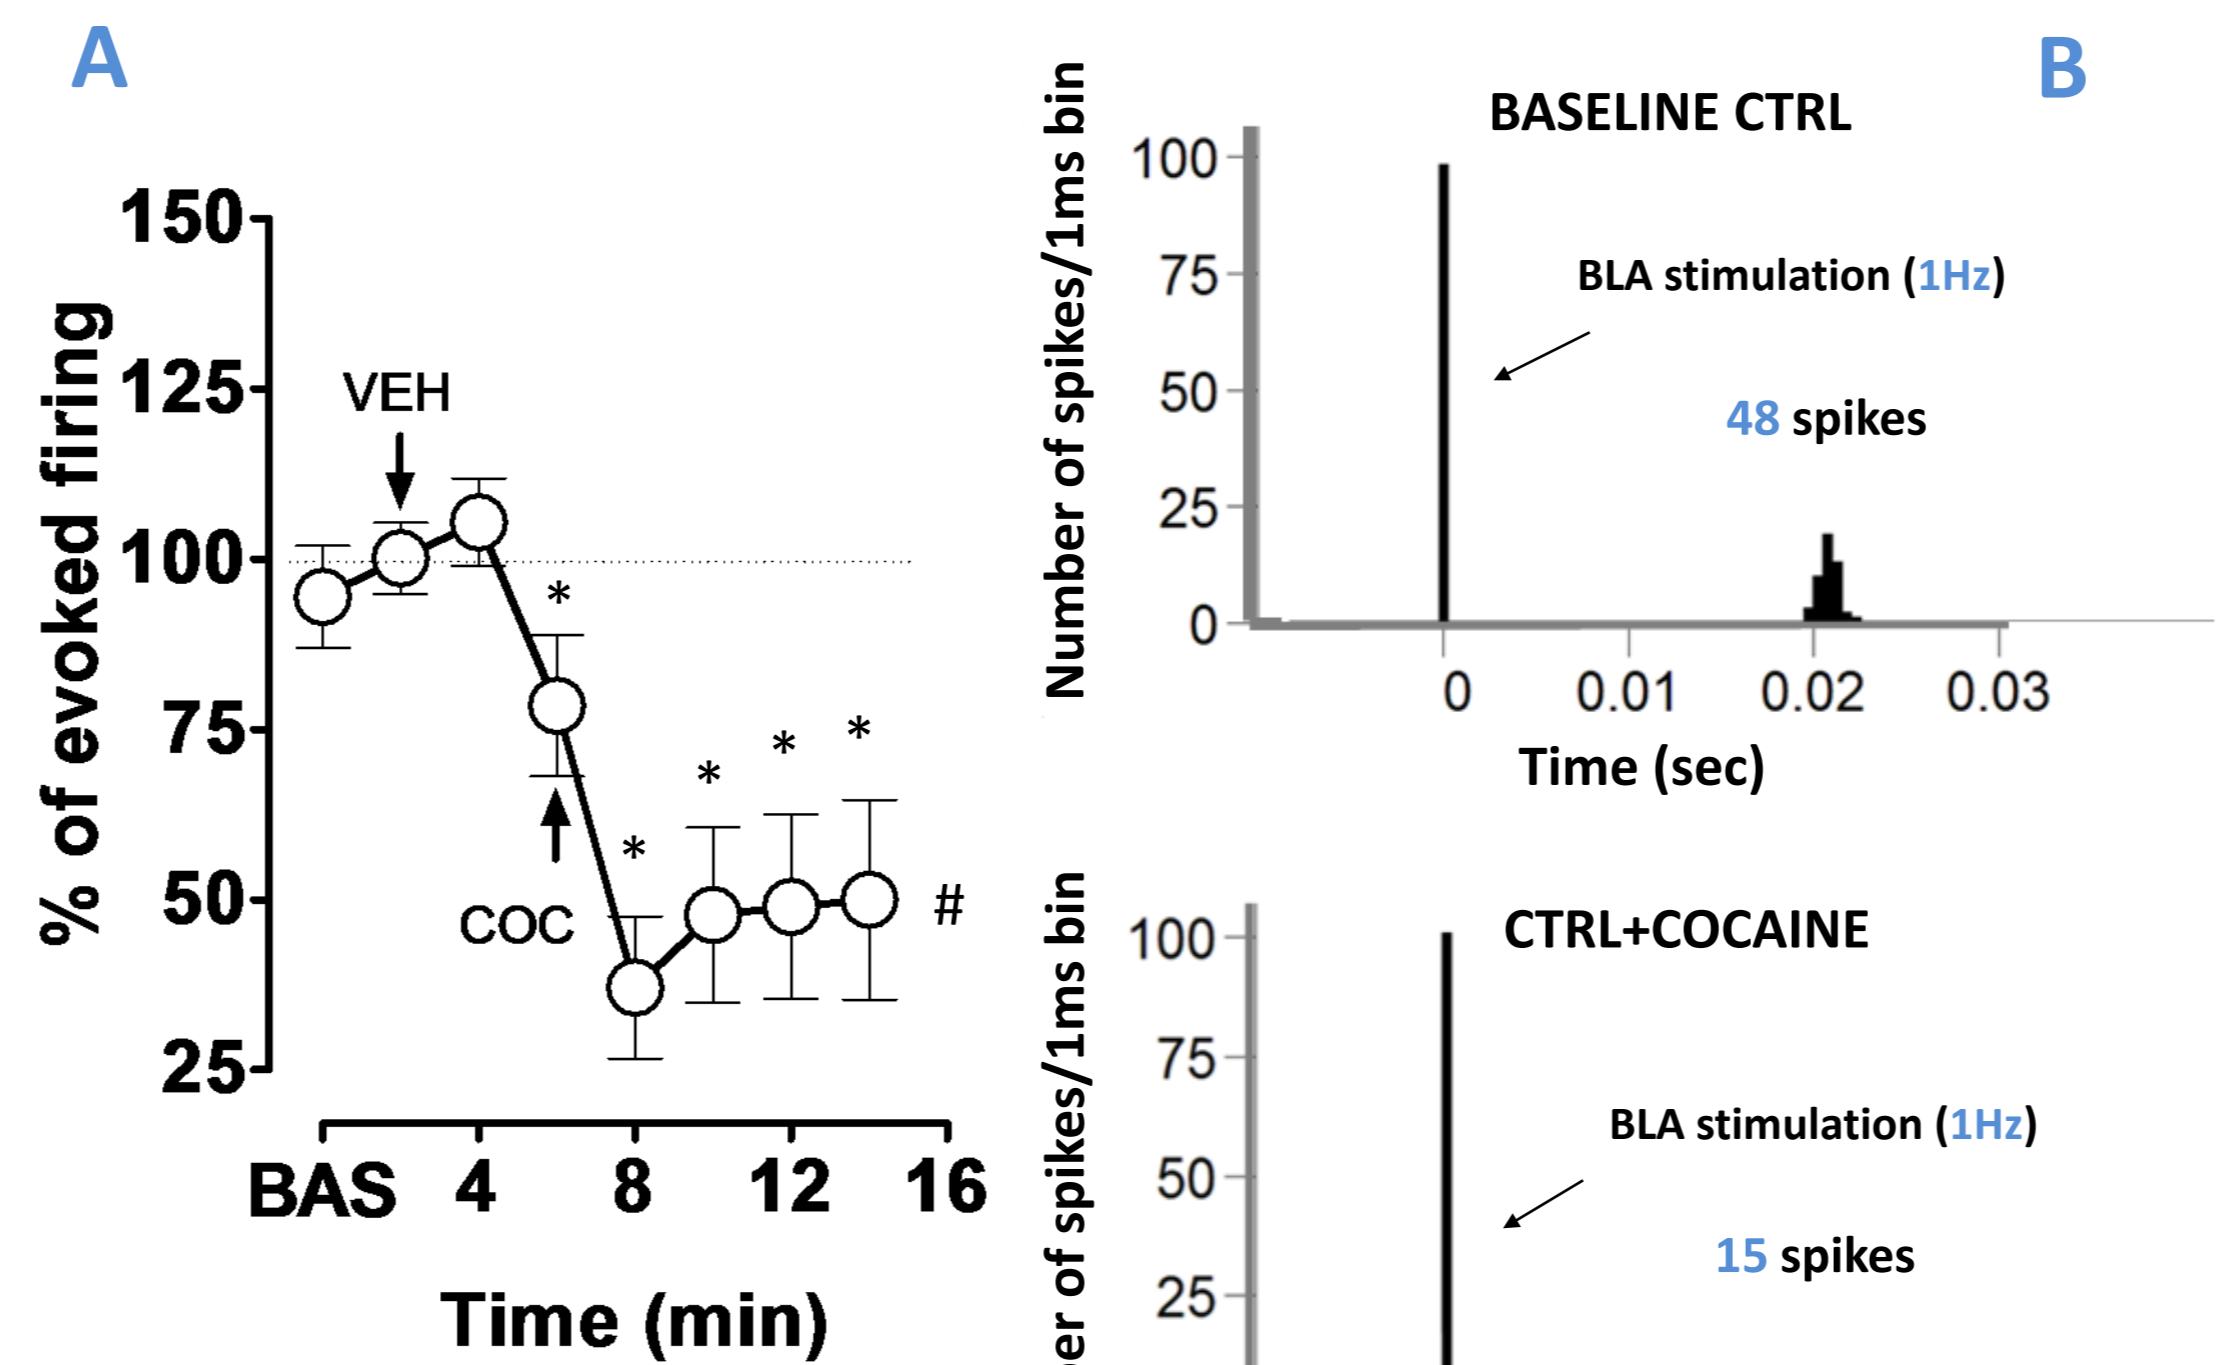 A
% of evoked firing
150
125
100
75
50
25
VEH
COC
*
*
*
*
*
#
BAS 4 8 12 16
Time (min)
B
BASELINE CTRL
Number of spikes/1ms bin
100
75
50
25
0
BLA stimulation (1Hz)
48 spikes
0 0.01 0.02 0.03
Time (sec)
CTRL+COCAINE
er of spikes/1ms bin
100
75
50
25
BLA stimulation (1Hz)
15 spikes